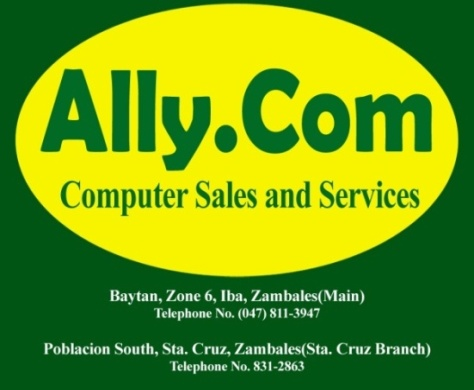 Ally.Com
Computer Sales and Services
Baytan, Zone 6, Iba, Zambales(Main)
Telephone No. (047) 811-3947
Poblacion South, Sta. Cruz, Zambales(Sta. Cruz Branch)
Telephone No. 831-2863